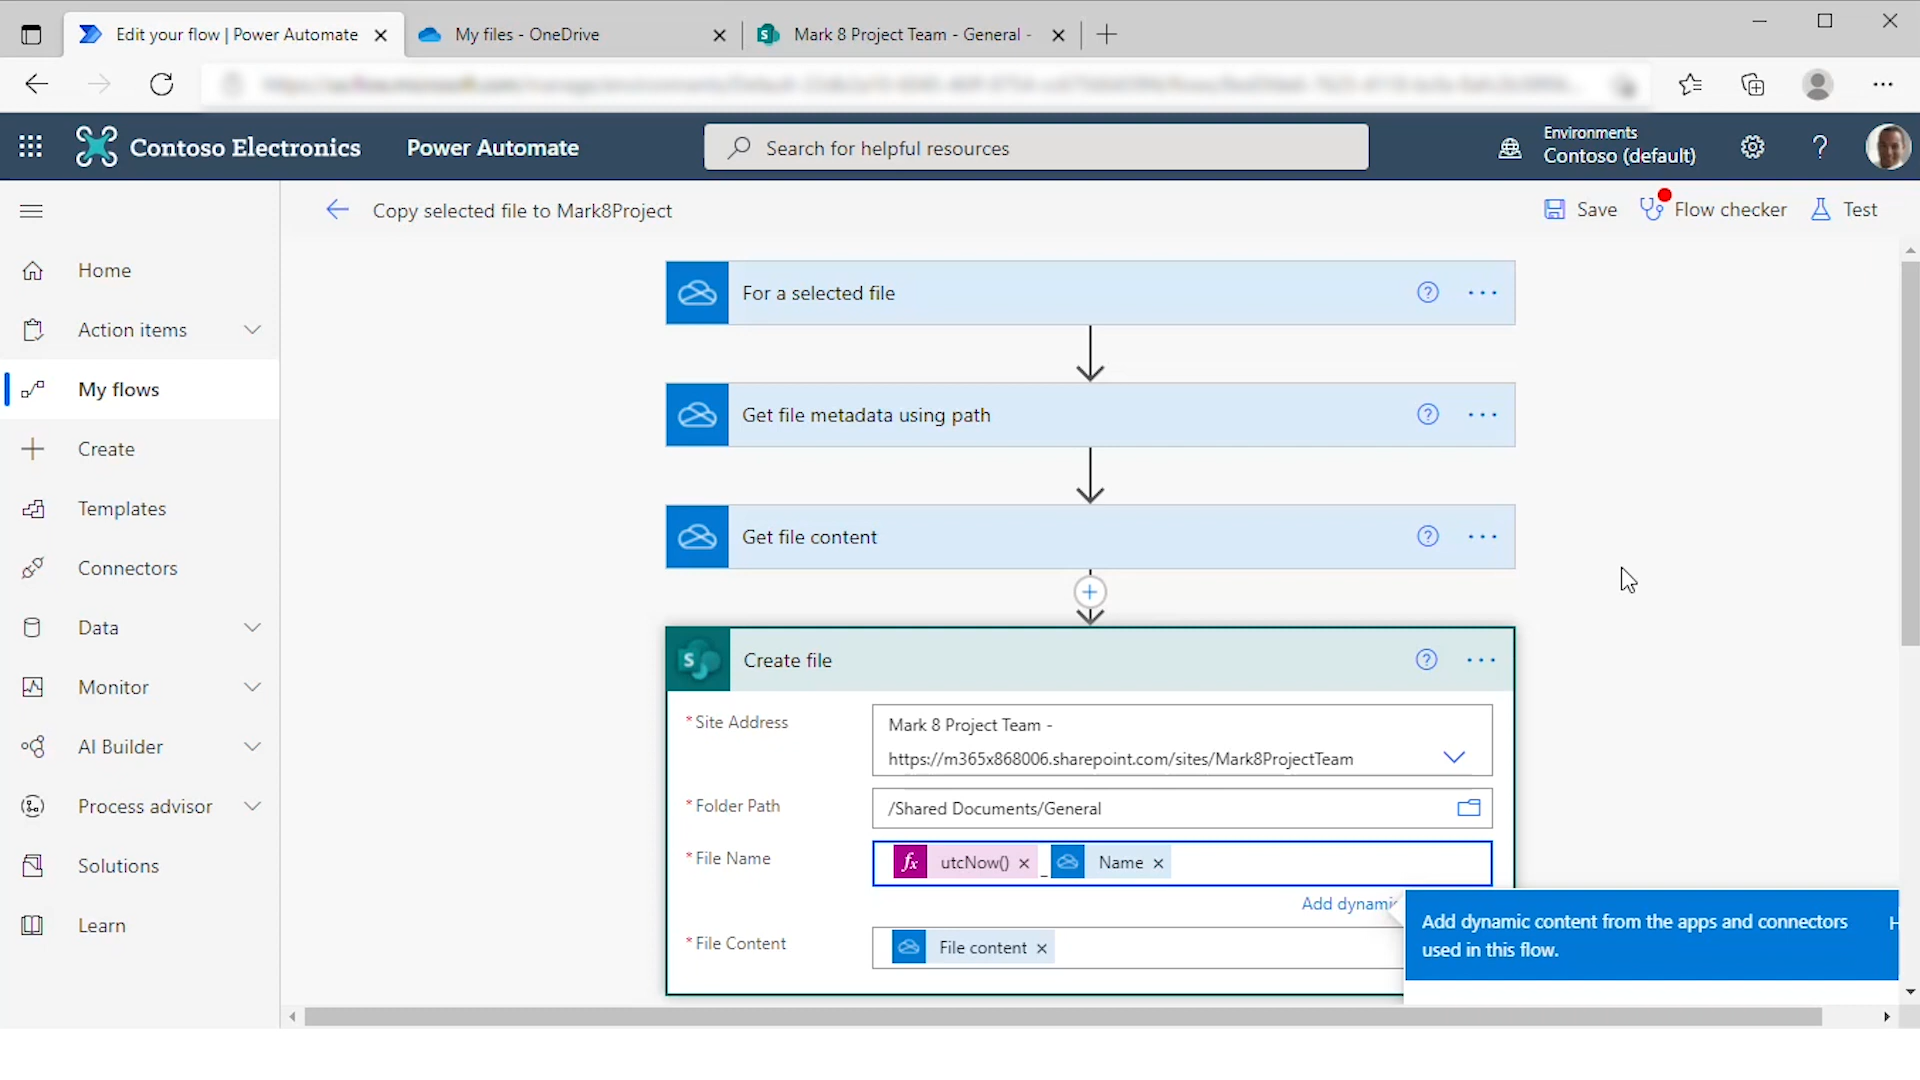 Edit your flow | Power Automate
My files - OneDrive
Mark 8 Project Team - General -
Contoso Electronics
Power Automate
Search for helpful resources
Environments
Contoso (default)
Copy selected file to Mark8Project
Save
Flow checker
Test
Home
Action items
My flows
Create
Templates
Connectors
Data
Monitor
AI Builder
Process advisor
Solutions
Learn
For a selected file
Get file metadata using path
Get file content
Create file
* Site Address
Mark 8 Project Team -
https://m365x868006.sharepoint.com/sites/Mark8ProjectTeam
* Folder Path
/Shared Documents/General
* File Name
fx utcNow() × _ Name ×
Add dynamic
* File Content
File content ×
Add dynamic content from the apps and connectors
used in this flow.